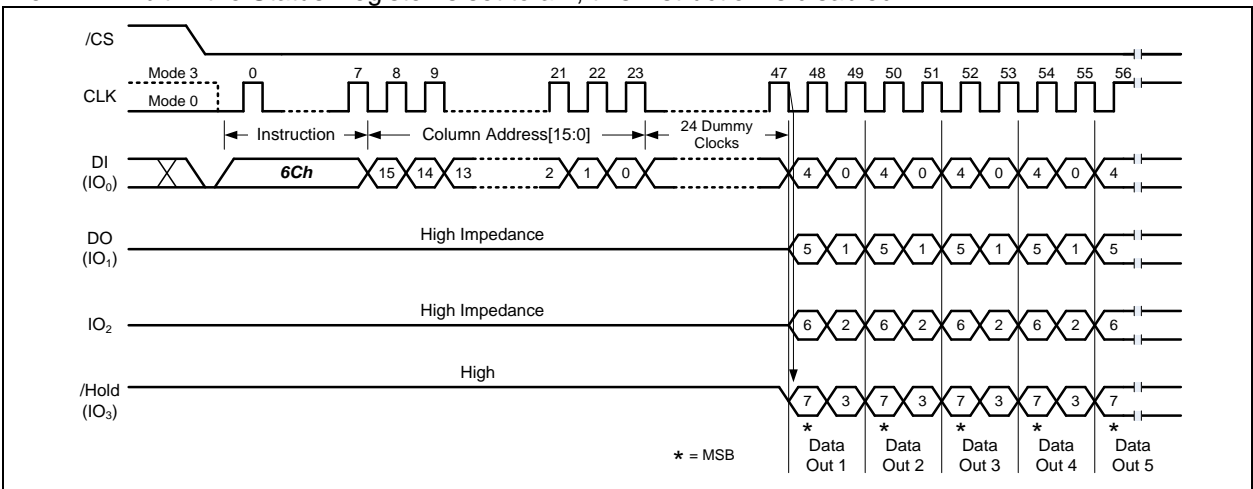 /CS
Mode 3 0 7 8 9 21 22 23 47 48 49 50 51 52 53 54 55 56
CLK
Mode 0
Instruction Column Address[15:0] 24 Dummy
Clocks
DI
(IO0) 6Ch 15 14 13 2 1 0 4 0 4 0 4 0 4 0 4
High Impedance
DO
(IO1) 5 1 5 1 5 1 5 1 5
High Impedance
IO2 6 2 6 2 6 2 6 2 6
High
/Hold
(IO3) 7 3 7 3 7 3 7 3 7
* * * * *
* = MSB
Data Data Data Data Data
Out 1 Out 2 Out 3 Out 4 Out 5